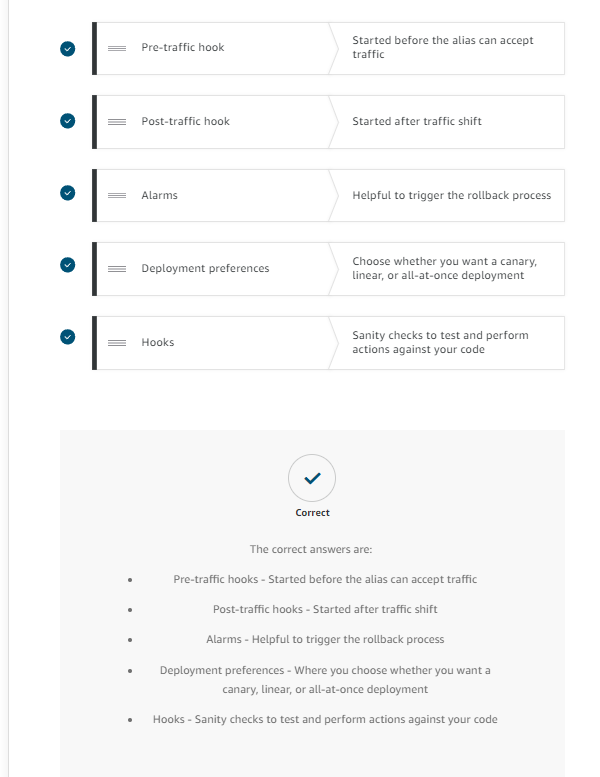 Pre-traffic hook
Started before the alias can accept
traffic
Post-traffic hook
Started after traffic shift
Alarms
Helpful to trigger the rollback process
Deployment preferences
Choose whether you want a canary,
linear, or all-at-once deployment
Hooks
Sanity checks to test and perform
actions against your code
Correct
The correct answers are:
Pre-traffic hooks - Started before the alias can accept traffic
Post-traffic hooks - Started after traffic shift
Alarms - Helpful to trigger the rollback process
Deployment preferences - Where you choose whether you want a
canary, linear, or all-at-once deployment
Hooks - Sanity checks to test and perform actions against your code